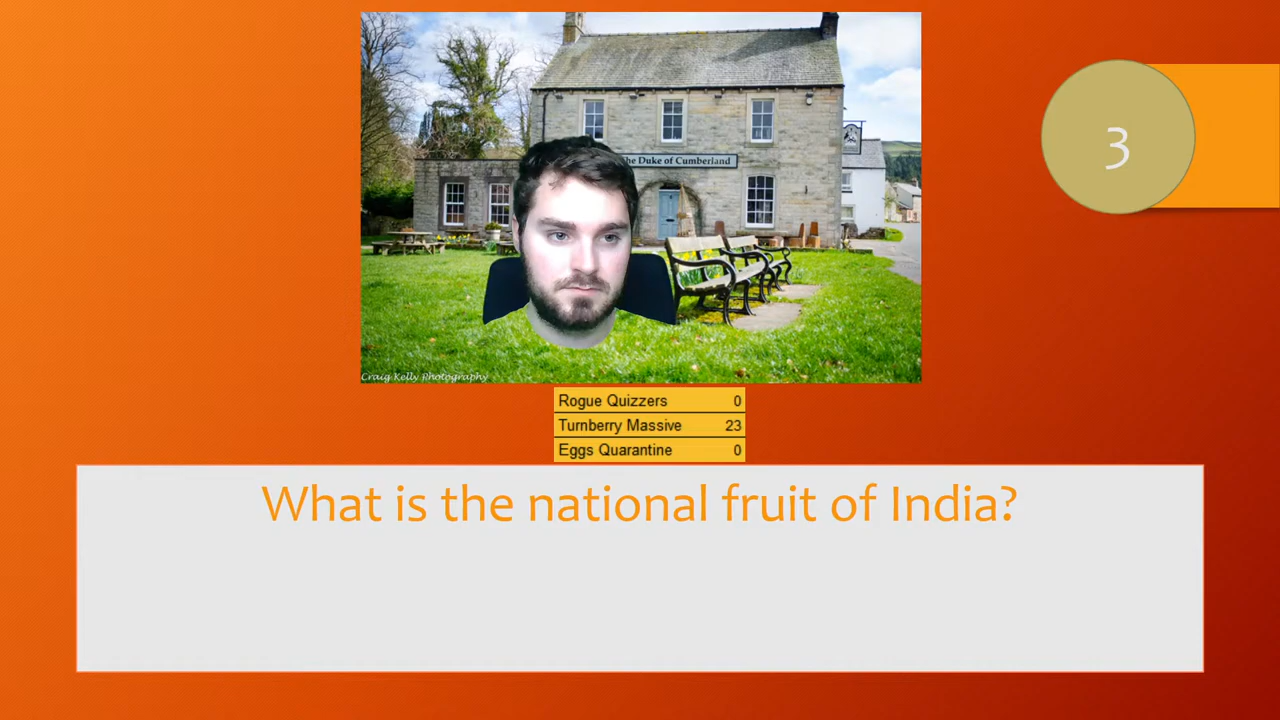 3
The Duke of Cumberland
Craig Kelly Photography
Rogue Quizzers 0
Turnberry Massive 23
Eggs Quarantine 0
What is the national fruit of India?